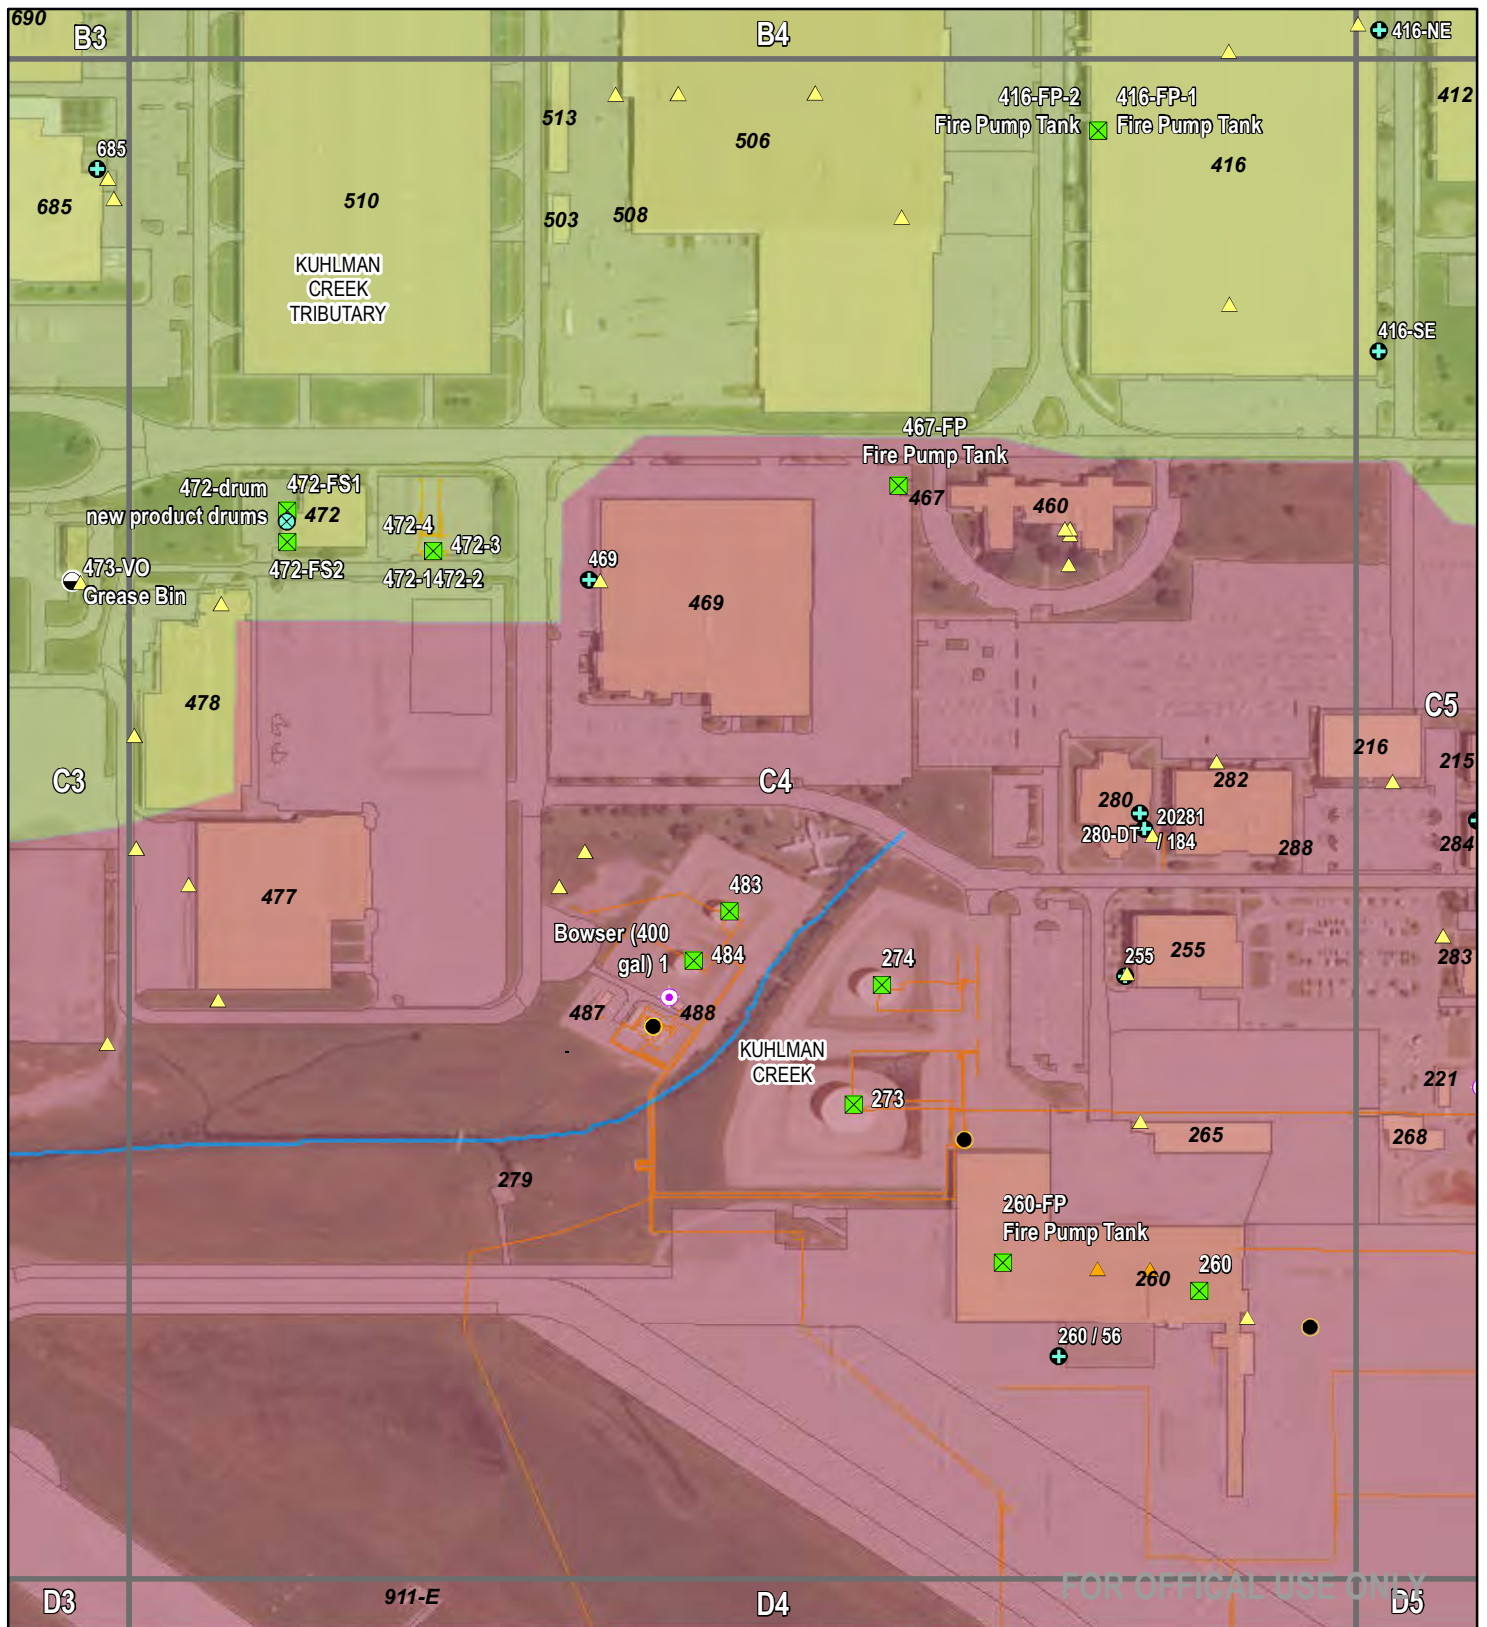 690
B3
B4
416-NE
416-FP-2
Fire Pump Tank
416-FP-1
Fire Pump Tank
412
513
506
416
685
685
510
503
508
KUHLMAN
CREEK
TRIBUTARY
416-SE
467-FP
Fire Pump Tank
467
460
472-drum
new product drums
472-FS1
472
472-4
472-3
472-FS2
472-1472-2
473-VO
Grease Bin
469
469
478
C5
216
215
C3
C4
282
280
20281
/ 184
280-DT
288
284
477
483
Bowser (400
gal) 1
484
274
255
255
283
487
488
KUHLMAN
CREEK
273
221
265
268
279
260-FP
Fire Pump Tank
260
260
260 / 56
FOR OFFICAL USE ONLY
D3
911-E
D4
D5